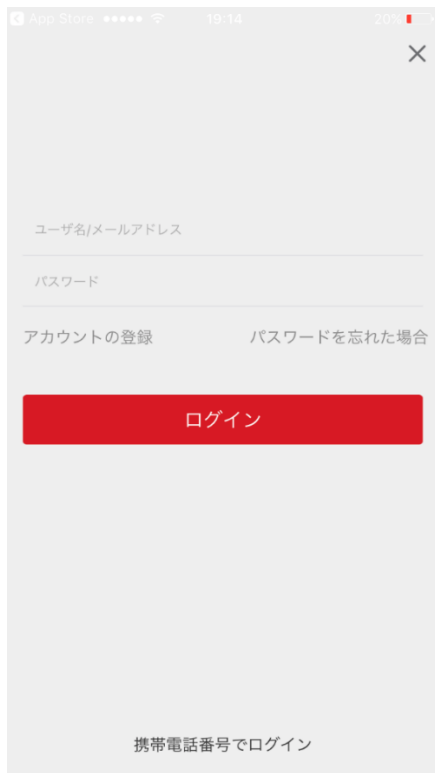 App Store 19:14 20%
ユーザ名/メールアドレス
パスワード
アカウントの登録 パスワードを忘れた場合
ログイン
携帯電話番号でログイン